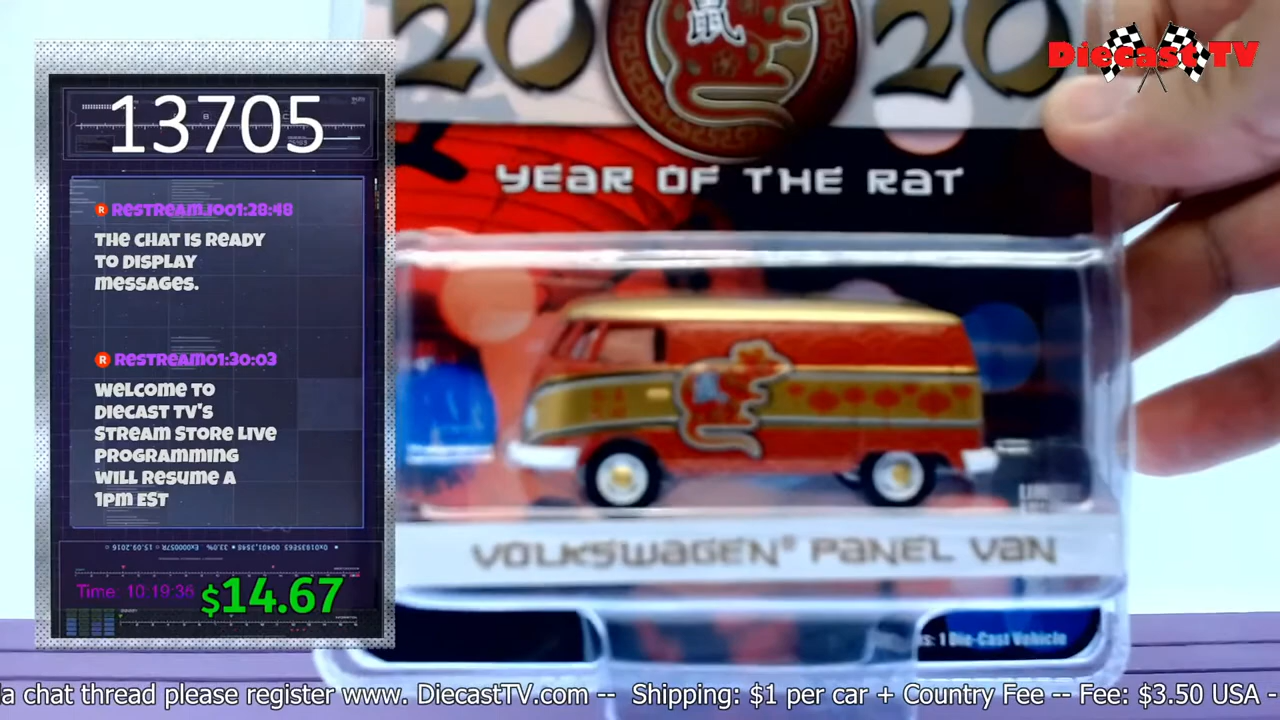 2020
鼠
Diecast TV
YEAR OF THE RAT
13705
Restream.io01:28:48
The chat is ready
to display
messages.
Restream01:30:03
Welcome to
Diecast TV's
Stream Store Live
programming
will resume a
1pm EST
Time: 10:19:36
$14.67
VOLKSWAGEN® PANEL VAN
1 Die-Cast Vehicle
la chat thread please register www. DiecastTV.com -- Shipping: $1 per car + Country Fee -- Fee: $3.50 USA -